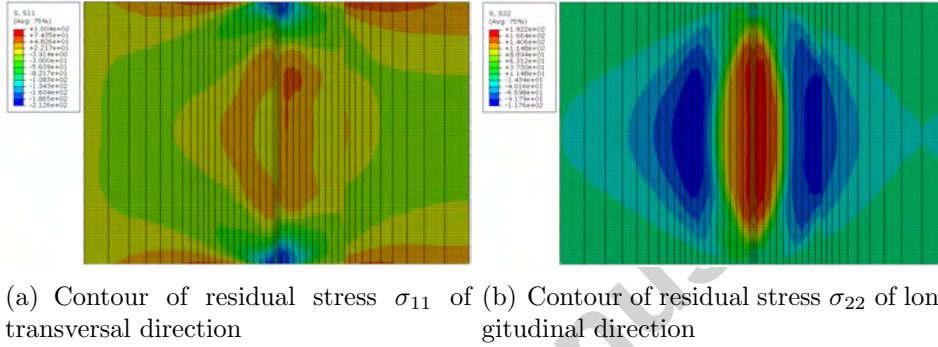 S, S11
(Avg: 75%)
+1.004e+02
+7.435e+01
+4.826e+01
+2.217e+01
-3.914e+00
-3.000e+01
-5.609e+01
-8.217e+01
-1.083e+02
-1.343e+02
-1.604e+02
-1.865e+02
-2.126e+02
S, S22
(Avg: 75%)
+1.922e+02
+1.664e+02
+1.406e+02
+1.148e+02
+8.894e+01
+6.312e+01
+3.730e+01
+1.148e+01
-1.434e+01
-4.016e+01
-6.598e+01
-9.179e+01
-1.176e+02
(a) Contour of residual stress σ11 of
transversal direction
(b) Contour of residual stress σ22 of lon
gitudinal direction
nus